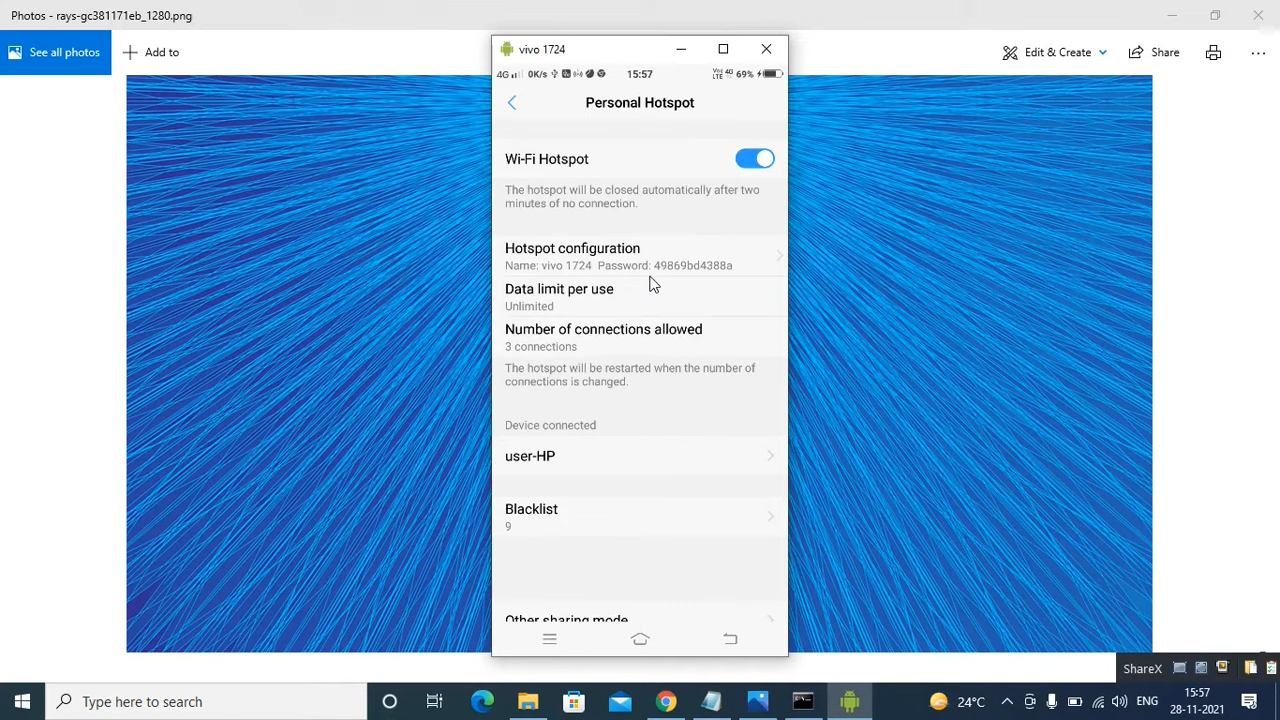 Photos - rays-gc381171eb_1280.png
See all photos
Add to
Edit & Create
Share
vivo 1724
4G 0K/s 15:57 VoLTE 4G 69%
Personal Hotspot
Wi-Fi Hotspot
The hotspot will be closed automatically after two
minutes of no connection.
Hotspot configuration
Name: vivo 1724 Password: 49869bd4388a
Data limit per use
Unlimited
Number of connections allowed
3 connections
The hotspot will be restarted when the number of
connections is changed.
Device connected
user-HP
Blacklist
9
Other sharing mode
ShareX
Type here to search
24°C
ENG
15:57
28-11-2021